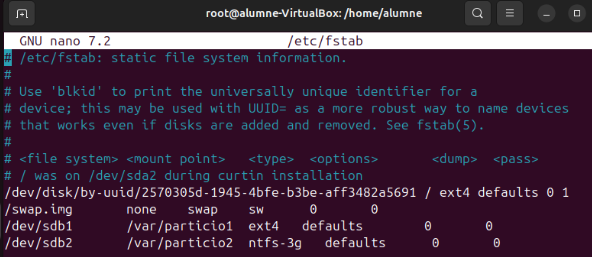 root@alumne-VirtualBox: /home/alumne
GNU nano 7.2 /etc/fstab
# /etc/fstab: static file system information.
#
# Use 'blkid' to print the universally unique identifier for a
# device; this may be used with UUID= as a more robust way to name devices
# that works even if disks are added and removed. See fstab(5).
#
# <file system> <mount point>   <type>  <options>       <dump>  <pass>
# / was on /dev/sda2 during curtin installation
/dev/disk/by-uuid/2570305d-1945-4bfe-b3be-aff3482a5691 / ext4 defaults 0 1
/swap.img       none    swap    sw      0       0
/dev/sdb1       /var/particio1  ext4   defaults        0       0
/dev/sdb2       /var/particio2  ntfs-3g   defaults      0       0